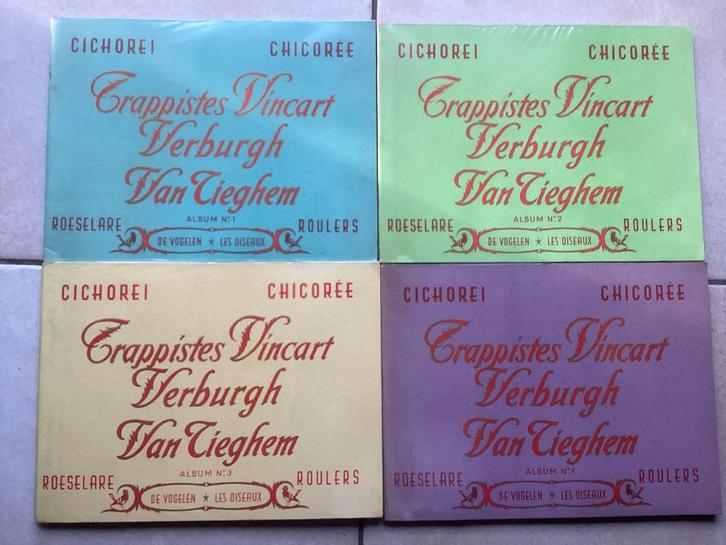 CICHOREI CHICORÉE
Trappistes Vincart
Verburgh
Van Tieghem
ALBUM N:1
ROESELARE ROULERS
DE VOGELEN ★ LES OISEAUX
CICHOREI CHICORÉE
Trappistes Vincart
Verburgh
Van Tieghem
ALBUM N:2
ROESELARE ROULERS
DE VOGELEN ★ LES OISEAUX
CICHOREI CHICORÉE
Trappistes Vincart
Verburgh
Van Tieghem
ALBUM N:3
ROESELARE ROULERS
DE VOGELEN ★ LES OISEAUX
CICHOREI CHICORÉE
Trappistes Vincart
Verburgh
Van Tieghem
ALBUM N:4
ROESELARE ROULERS
DE VOGELEN ★ LES OISEAUX